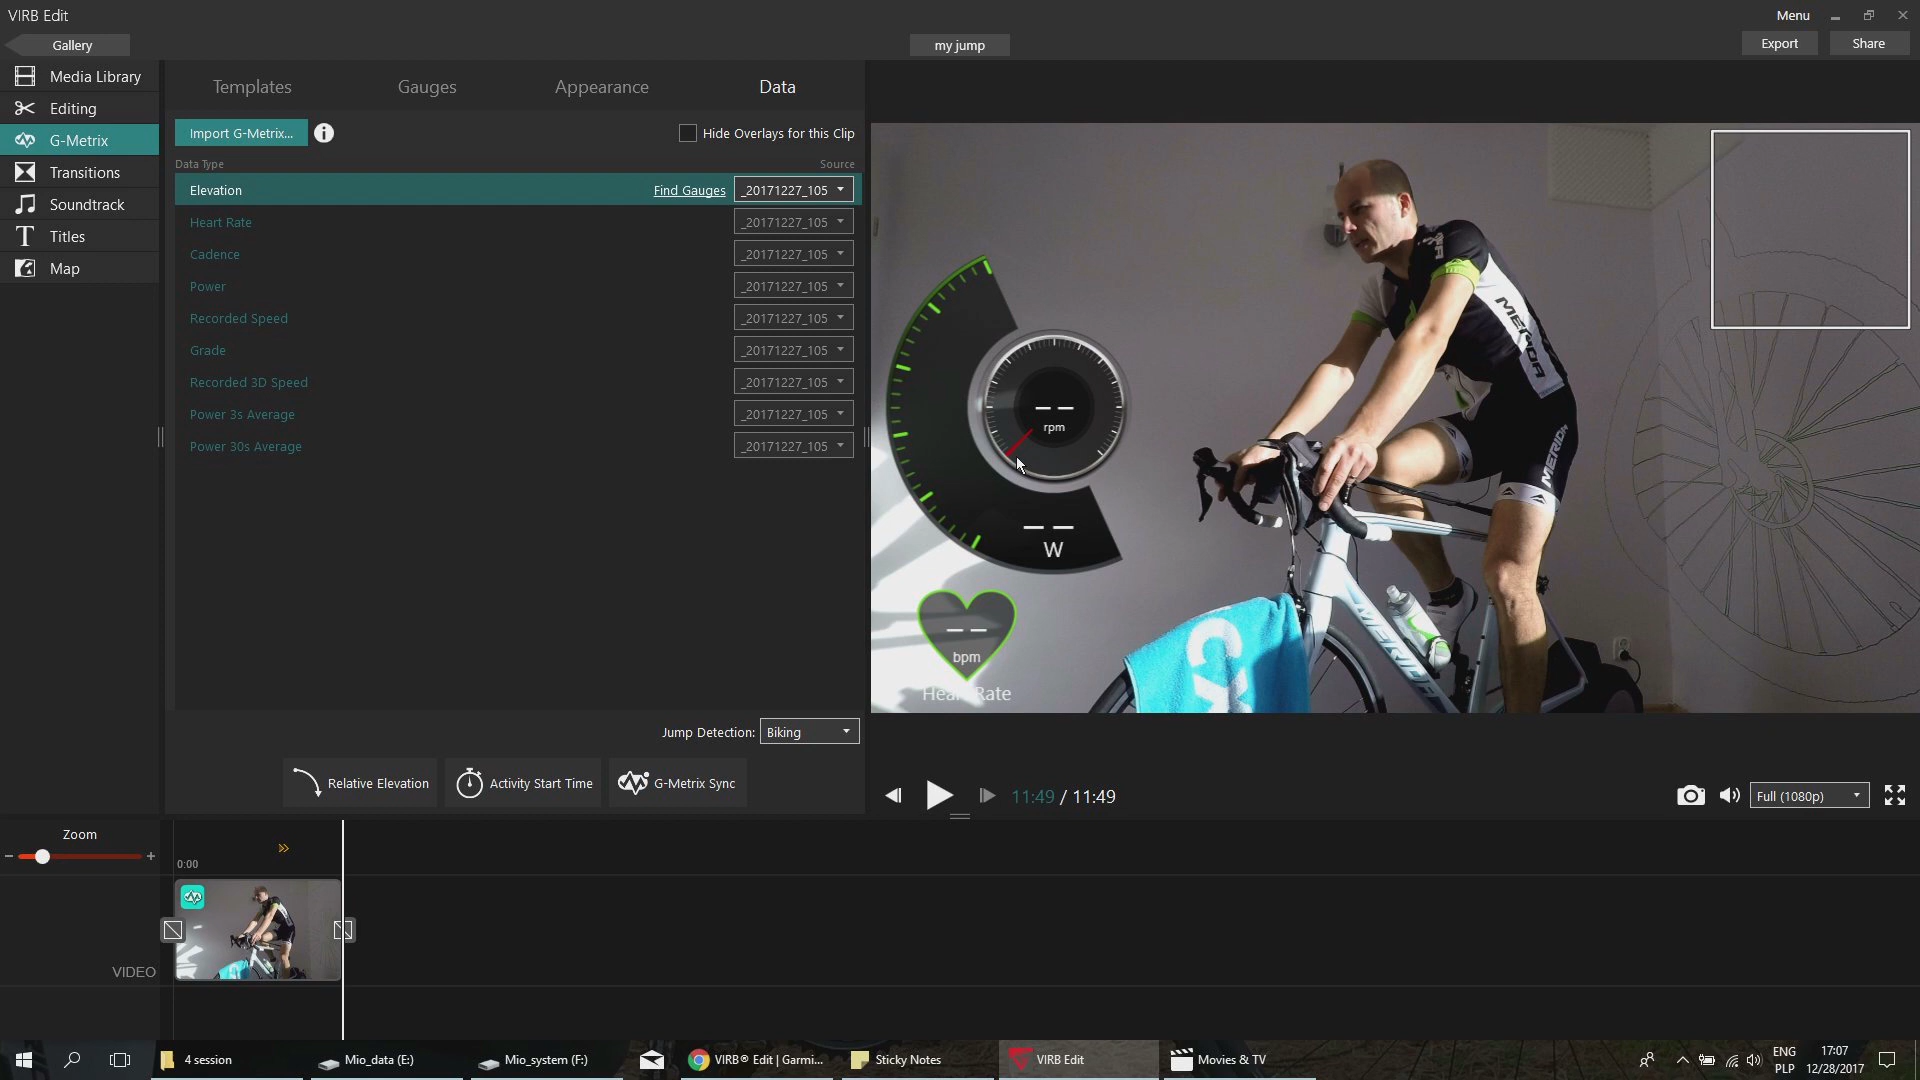 VIRB Edit
Menu
Gallery
my jump
Export
Share
Media Library
Editing
G-Metrix
Transitions
Soundtrack
Titles
Map
Templates
Gauges
Appearance
Data
Import G-Metrix...
Hide Overlays for this Clip
Data Type
Source
Elevation
Find Gauges
_20171227_105
Heart Rate
_20171227_105
Cadence
_20171227_105
Power
_20171227_105
Recorded Speed
_20171227_105
Grade
_20171227_105
Recorded 3D Speed
_20171227_105
Power 3s Average
_20171227_105
Power 30s Average
_20171227_105
Jump Detection:
Biking
Relative Elevation
Activity Start Time
G-Metrix Sync
MERIDA
MERIDA
MERIDA
-- rpm
-- W
-- bpm
Heart Rate
11:49 / 11:49
Full (1080p)
Zoom
0:00
VIDEO
4 session
Mio_data (E:)
Mio_system (F:)
VIRB® Edit | Garmi...
Sticky Notes
VIRB Edit
Movies & TV
ENG
PLP
17:07
12/28/2017